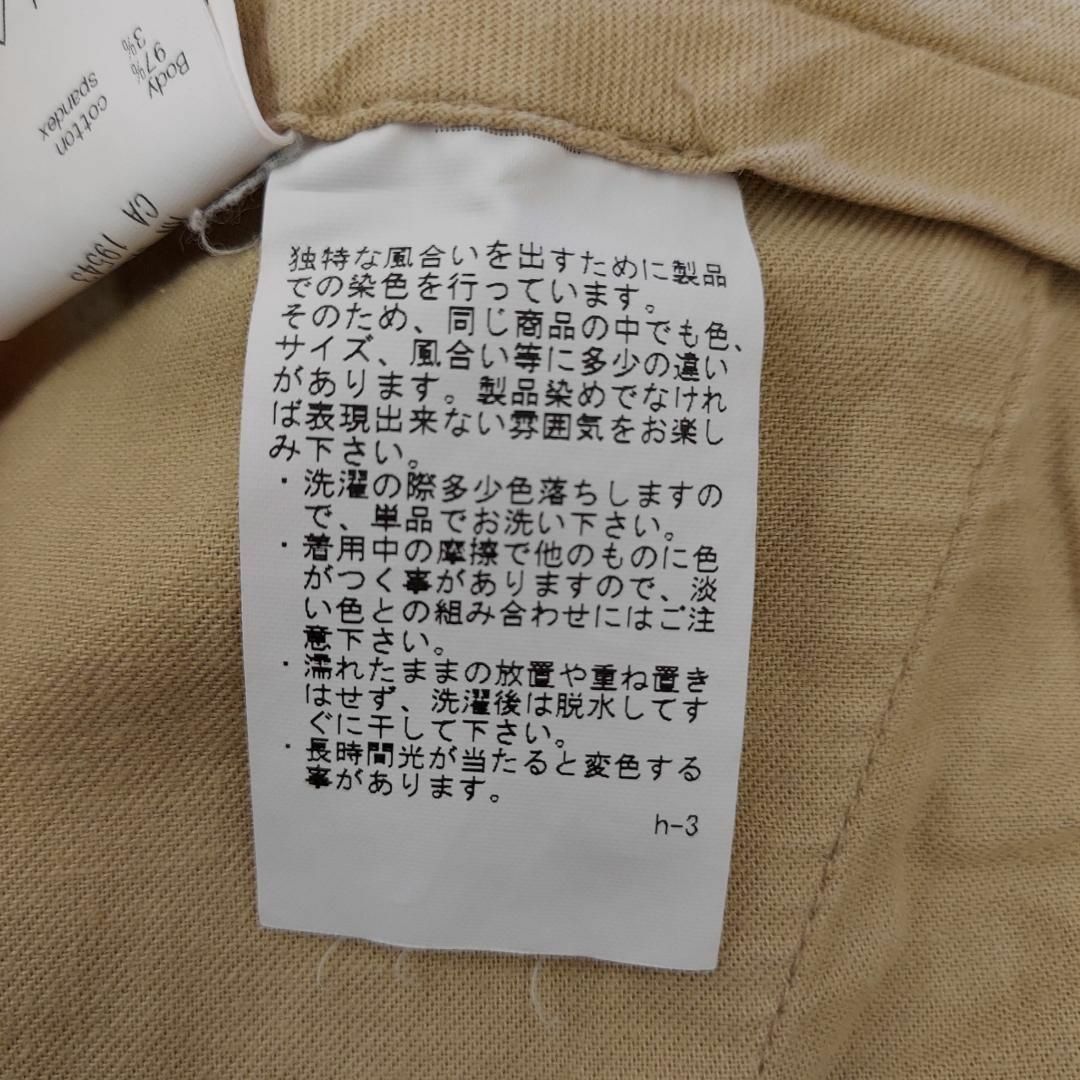 Body
97%
3%
cotton
spandex
独特な風合いを出すために製品
での染色を行っています。
そのため、同じ商品の中でも色、
サイズ、風合い等に多少の違い
があります。製品染めでなけれ
ば表現出来ない雰囲気をお楽し
み下さい。
・洗濯の際多少色落ちしますの
で、単品でお洗い下さい。
・着用中の摩擦で他のものに色
がつく事がありますので、淡
い色との組み合わせにはご注
意下さい。
・濡れたままの放置や重ね置き
はせず、洗濯後は脱水してす
ぐに干して下さい。
・長時間光が当たると変色する
事があります。
h-3